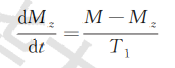 dM_z/dt = (M − M_z)/T_1